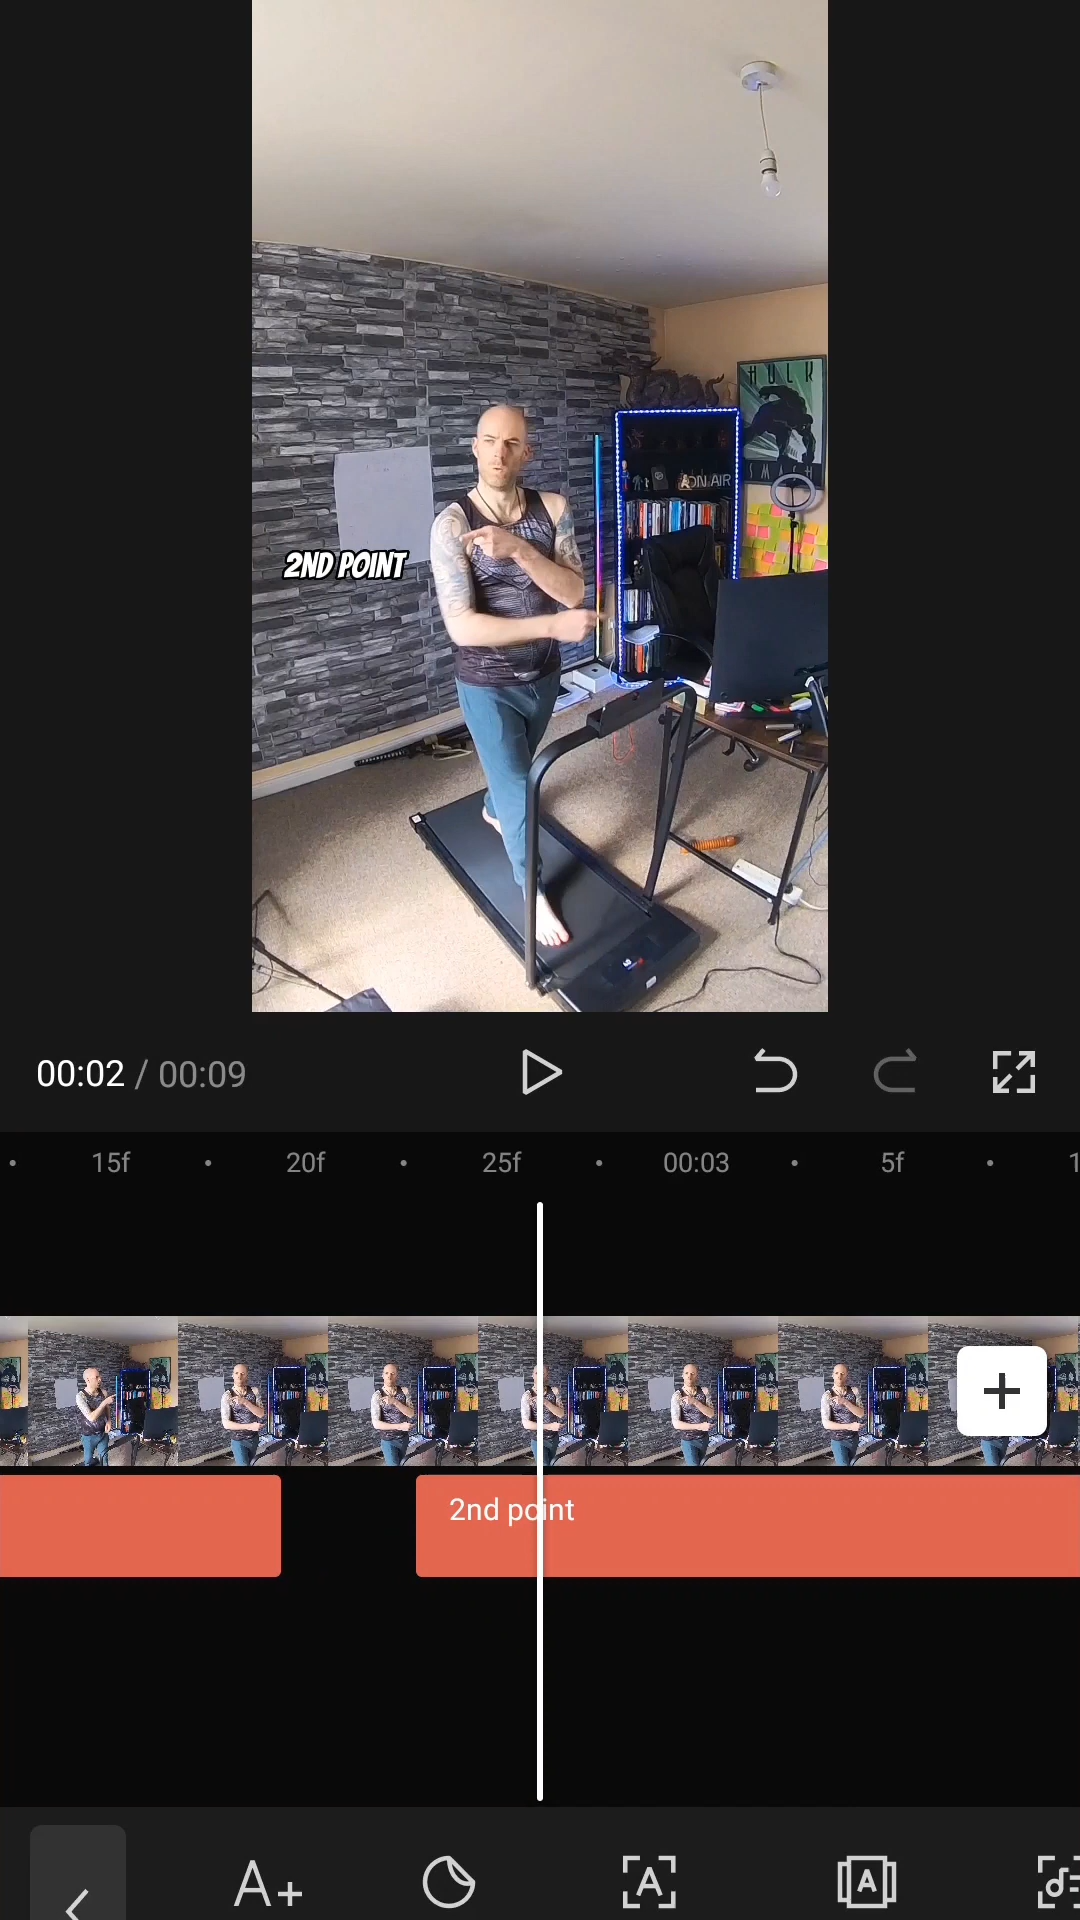 HULK
SMASH
ON AIR
2ND POINT
00:02 / 00:09
15f 20f 25f 00:03 5f
2nd point
A+
A
A